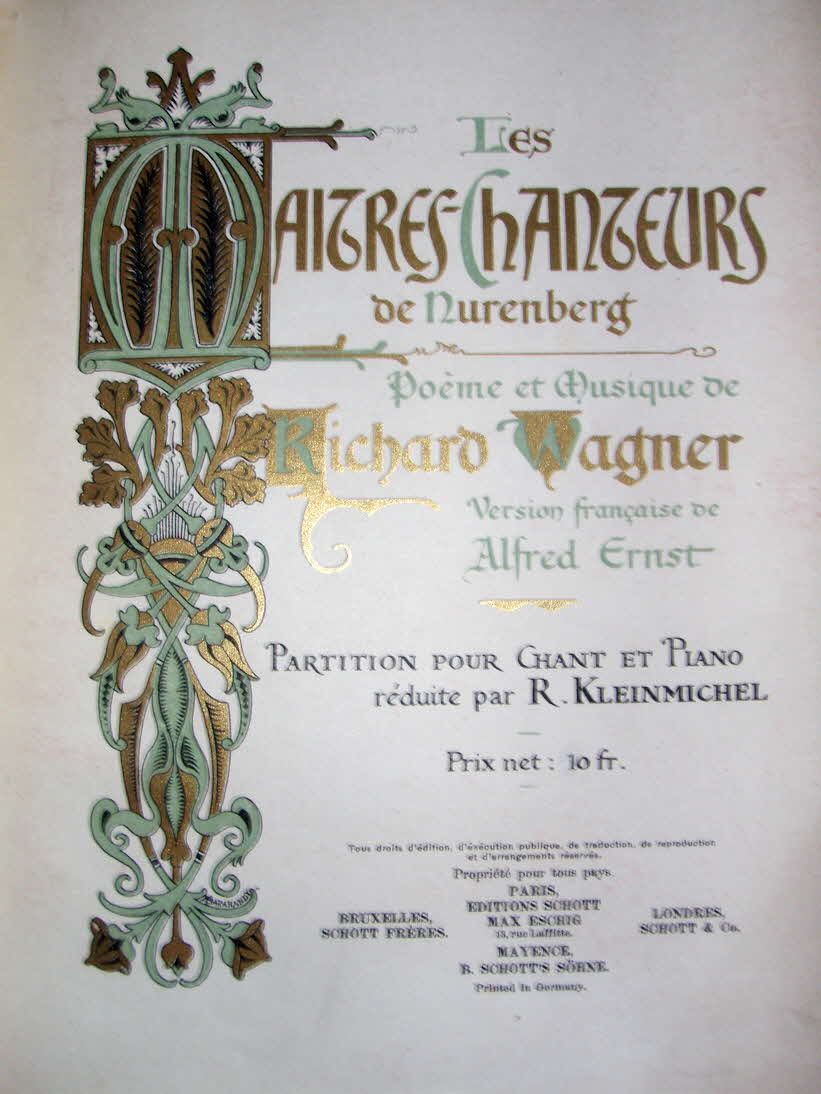 Les
MAITRES-CHANTEURS
de Nurenberg
Poème et Musique de
Richard Wagner
Version française de
Alfred Ernst
PARTITION POUR CHANT ET PIANO
réduite par R. KLEINMICHEL
Prix net : 10 fr.
Tous droits d'édition, d'éxécution publique, de traduction, de reproduction
et d'arrangements réservés.
Propriété pour tous pays.
PARIS,
EDITIONS SCHOTT
MAX ESCHIG
13, rue Laffitte.
BRUXELLES,
SCHOTT FRÈRES.
LONDRES,
SCHOTT & Co.
MAYENCE,
B. SCHOTT'S SÖHNE.
Printed in Germany.